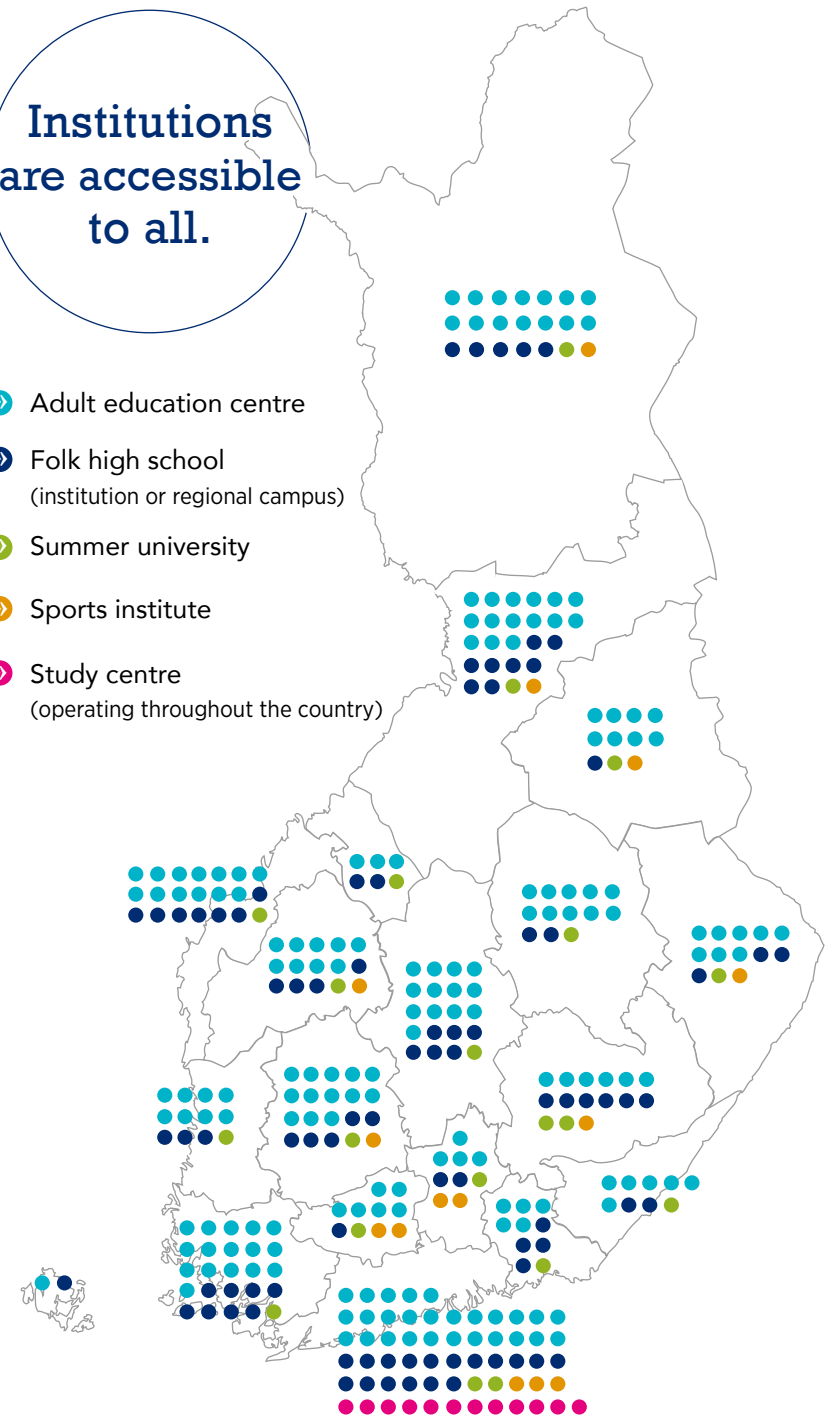 Institutions
are accessible
to all.
Adult education centre
Folk high school
(institution or regional campus)
Summer university
Sports institute
Study centre
(operating throughout the country)